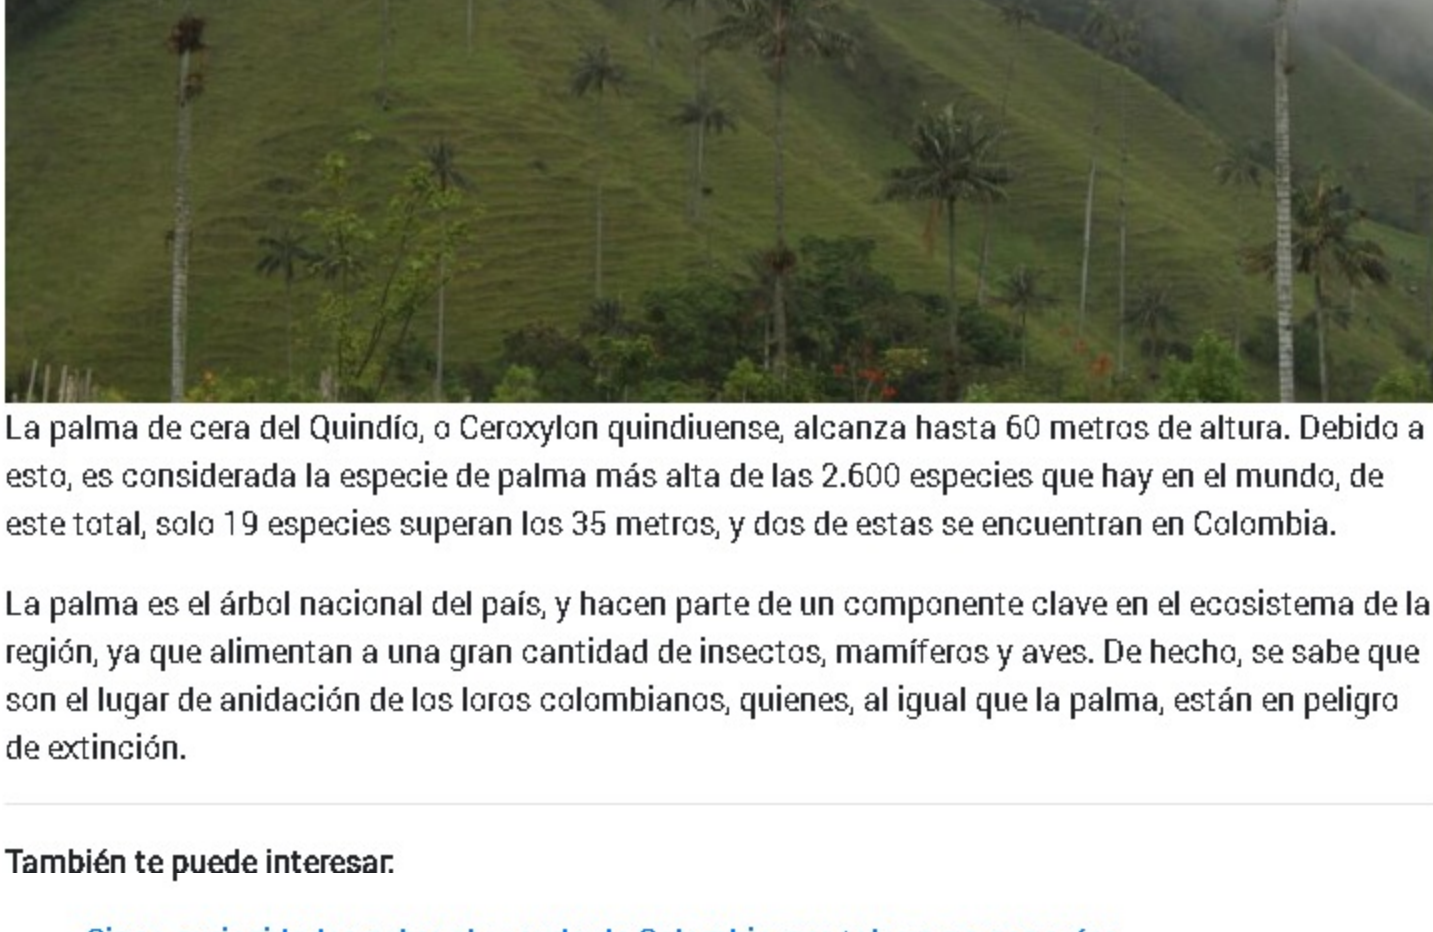 La palma de cera del Quindío, o Ceroxylon quindiuense, alcanza hasta 60 metros de altura. Debido a
esto, es considerada la especie de palma más alta de las 2.600 especies que hay en el mundo, de
este total, solo 19 especies superan los 35 metros, y dos de estas se encuentran en Colombia.
La palma es el árbol nacional del país, y hacen parte de un componente clave en el ecosistema de la
región, ya que alimentan a una gran cantidad de insectos, mamíferos y aves. De hecho, se sabe que
son el lugar de anidación de los loros colombianos, quienes, al igual que la palma, están en peligro
de extinción.
También te puede interesar: